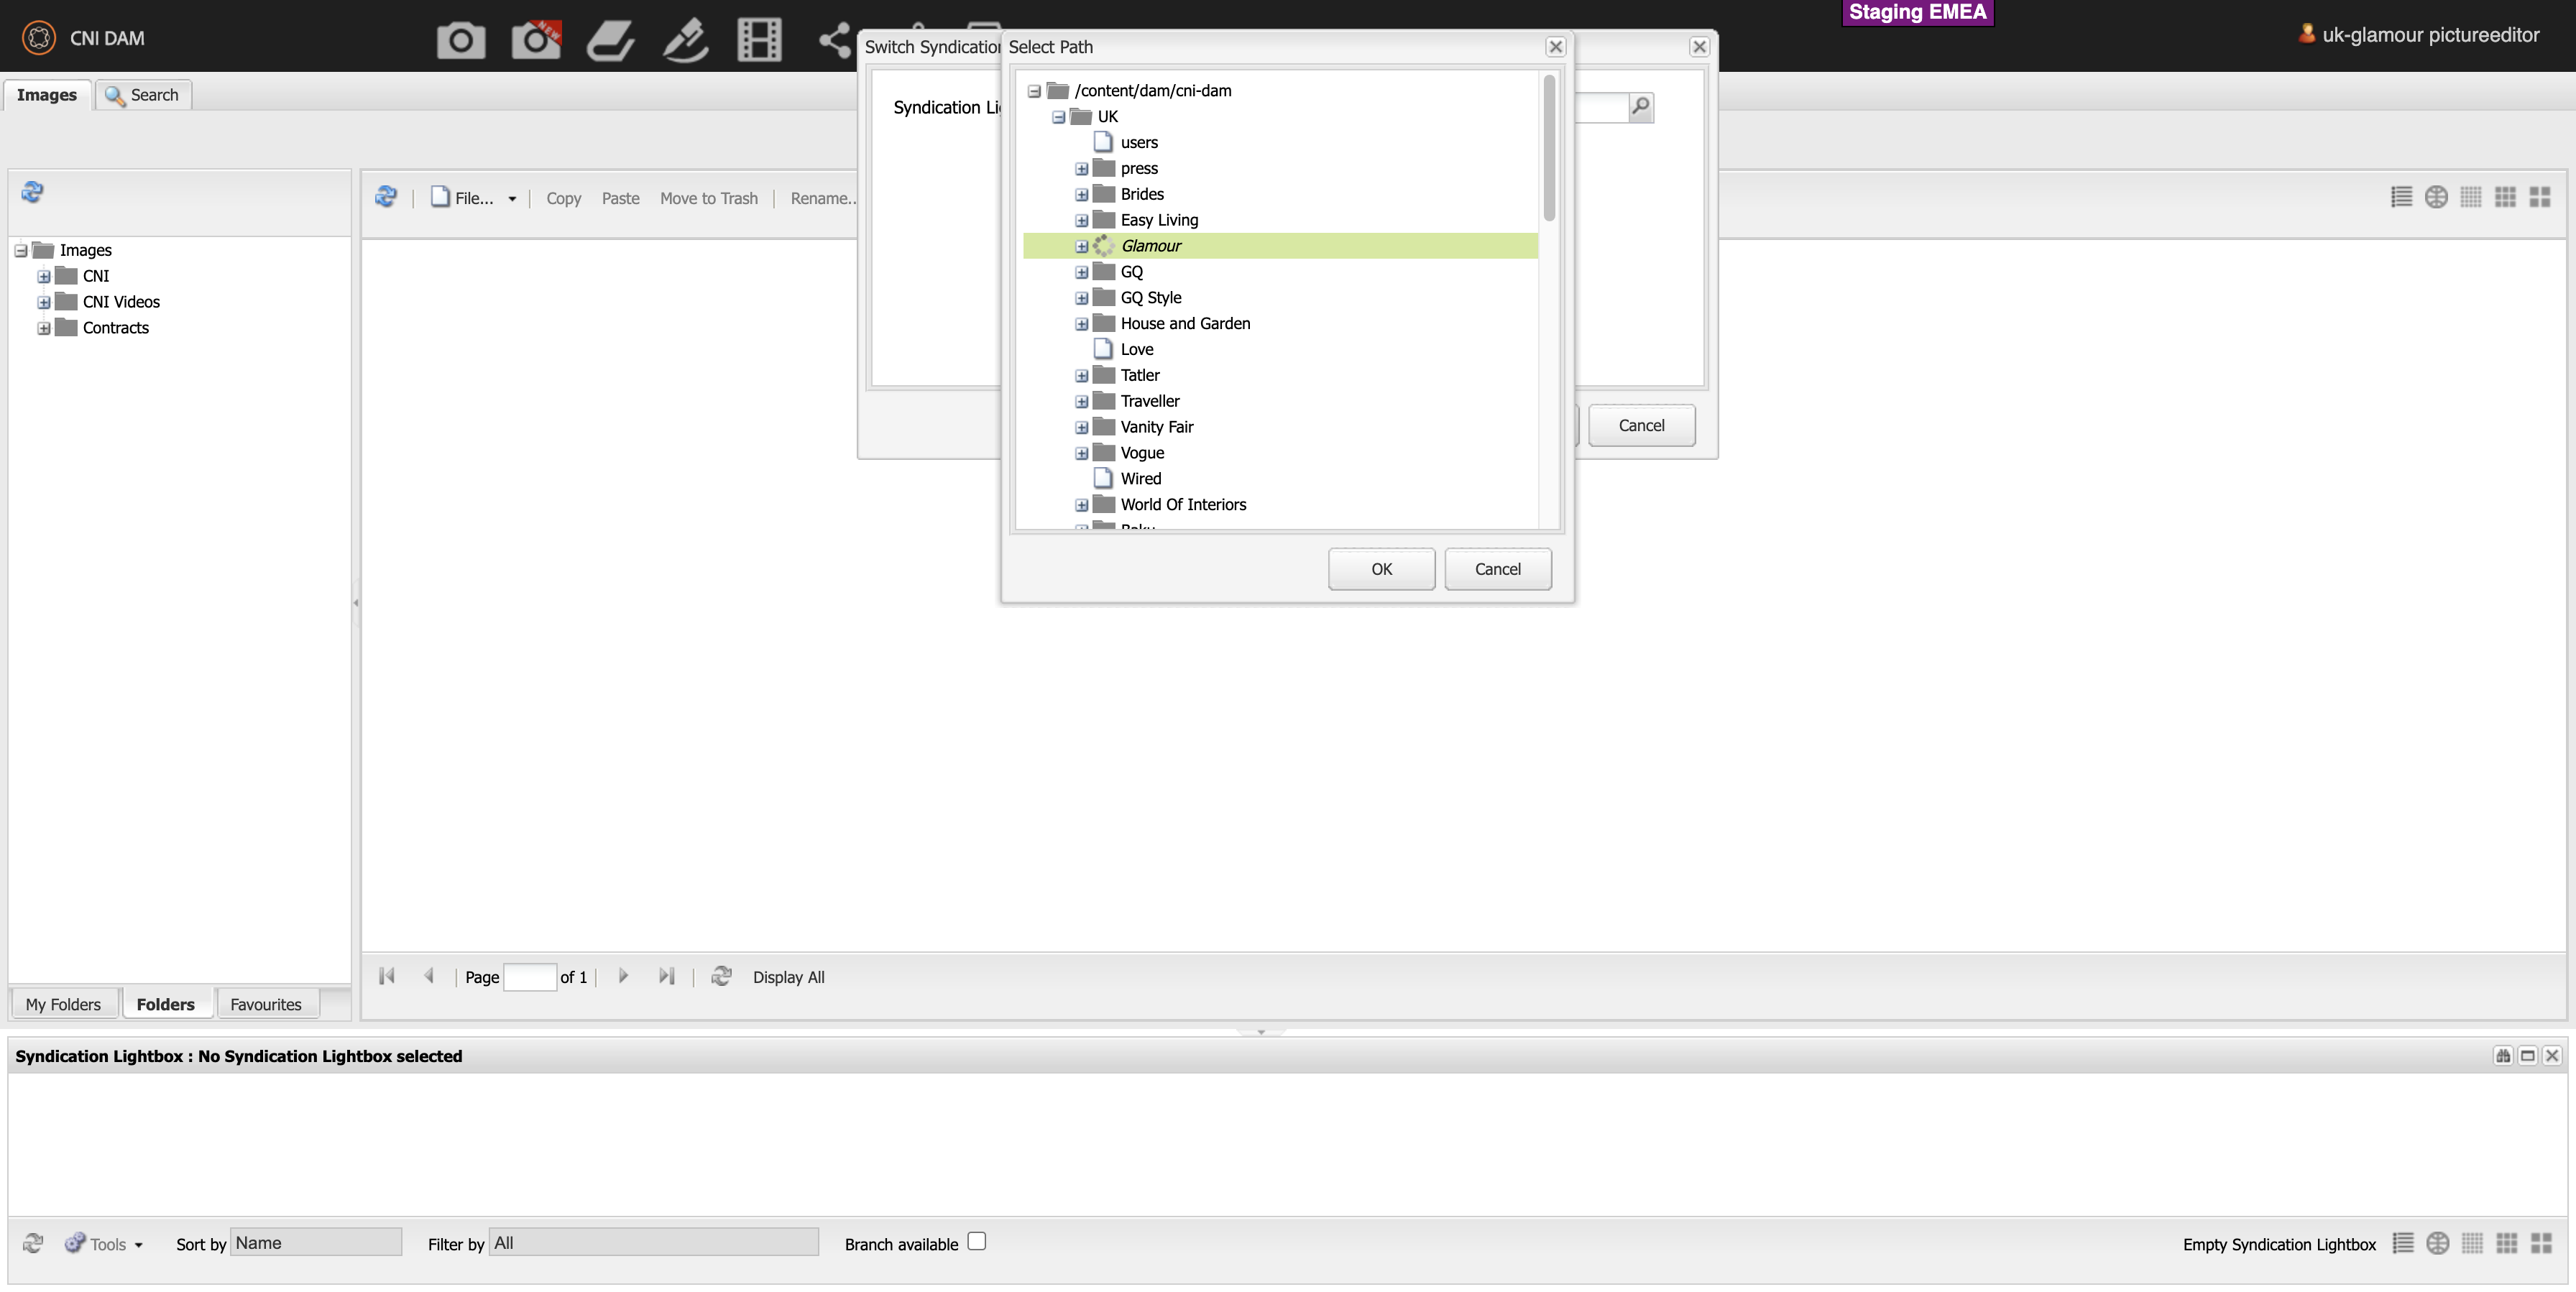 Staging EMEA
CNI DAM
NEW
uk-glamour pictureeditor
Images
Search
Switch Syndication
Select Path
Syndication Li
/content/dam/cni-dam
UK
users
press
Brides
Easy Living
Glamour
GQ
GQ Style
House and Garden
Love
Tatler
Traveller
Vanity Fair
Vogue
Wired
World Of Interiors
OK
Cancel
Cancel
File...
Copy
Paste
Move to Trash
Rename..
Images
CNI
CNI Videos
Contracts
My Folders
Folders
Favourites
Page
of 1
Display All
Syndication Lightbox : No Syndication Lightbox selected
Tools
Sort by Name
Filter by All
Branch available
Empty Syndication Lightbox